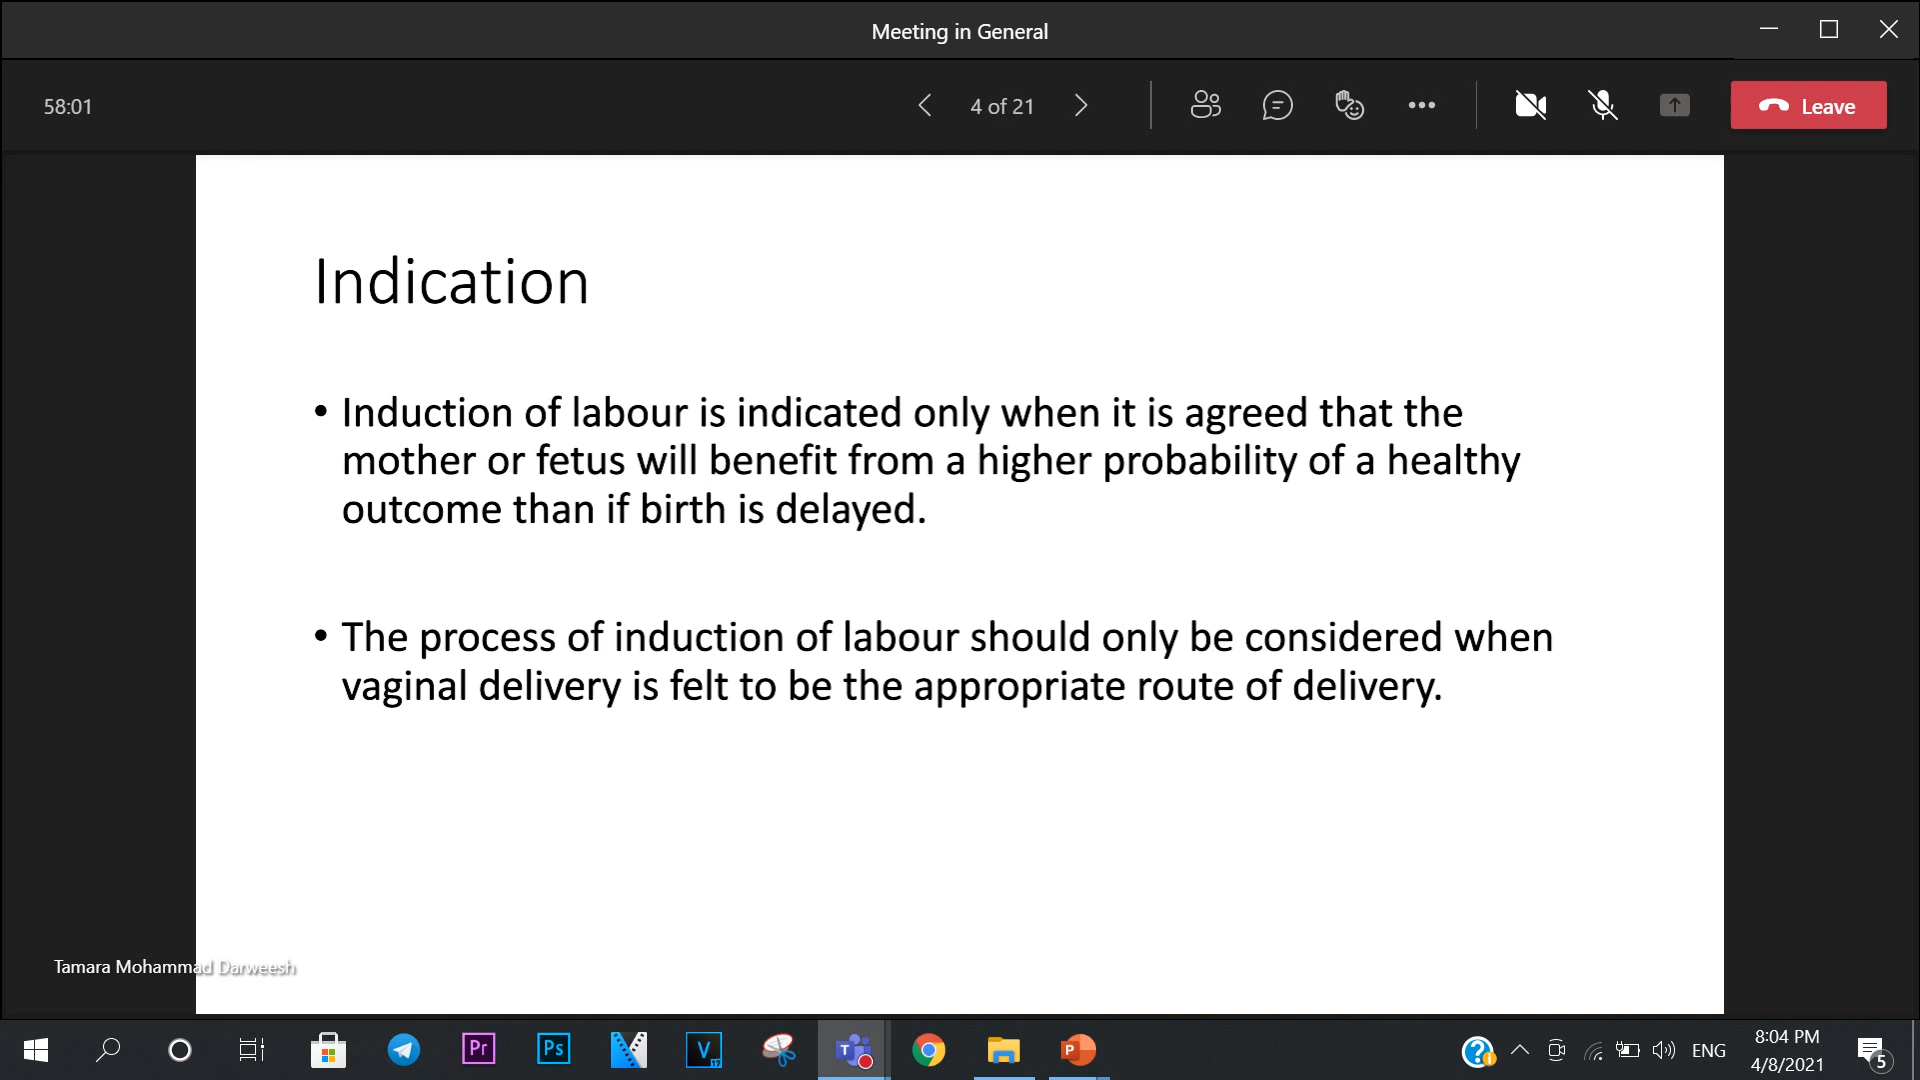 Meeting in General
58:01
4 of 21
Leave
Indication
• Induction of labour is indicated only when it is agreed that the
mother or fetus will benefit from a higher probability of a healthy
outcome than if birth is delayed.
• The process of induction of labour should only be considered when
vaginal delivery is felt to be the appropriate route of delivery.
Tamara Mohammad Darweesh
Pr
Ps
V
17
T
P
ENG
8:04 PM
4/8/2021
5